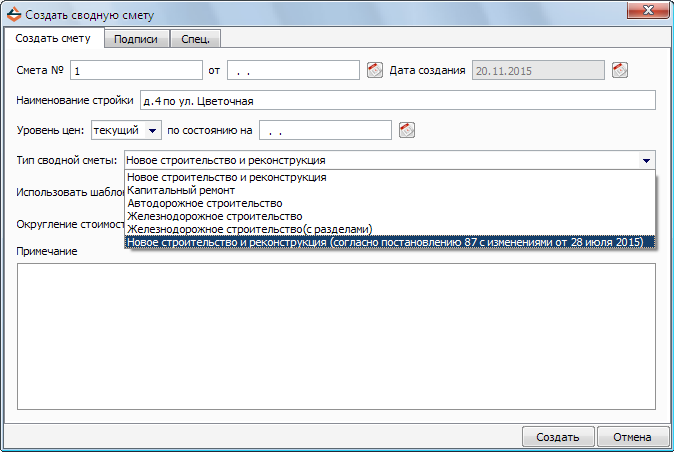 Создать сводную смету
Создать смету Подписи Спец.
Смета № 1 от . . Дата создания 20.11.2015
Наименование стройки д.4 по ул. Цветочная
Уровень цен: текущий по состоянию на . .
Тип сводной сметы: Новое строительство и реконструкция
Новое строительство и реконструкция
Капитальный ремонт
Использовать шабло
Автодорожное строительство
Железнодорожное строительство
Округление стоимост
Железнодорожное строительство(с разделами)
Новое строительство и реконструкция (согласно постановлению 87 с изменениями от 28 июля 2015)
Примечание
Создать Отмена